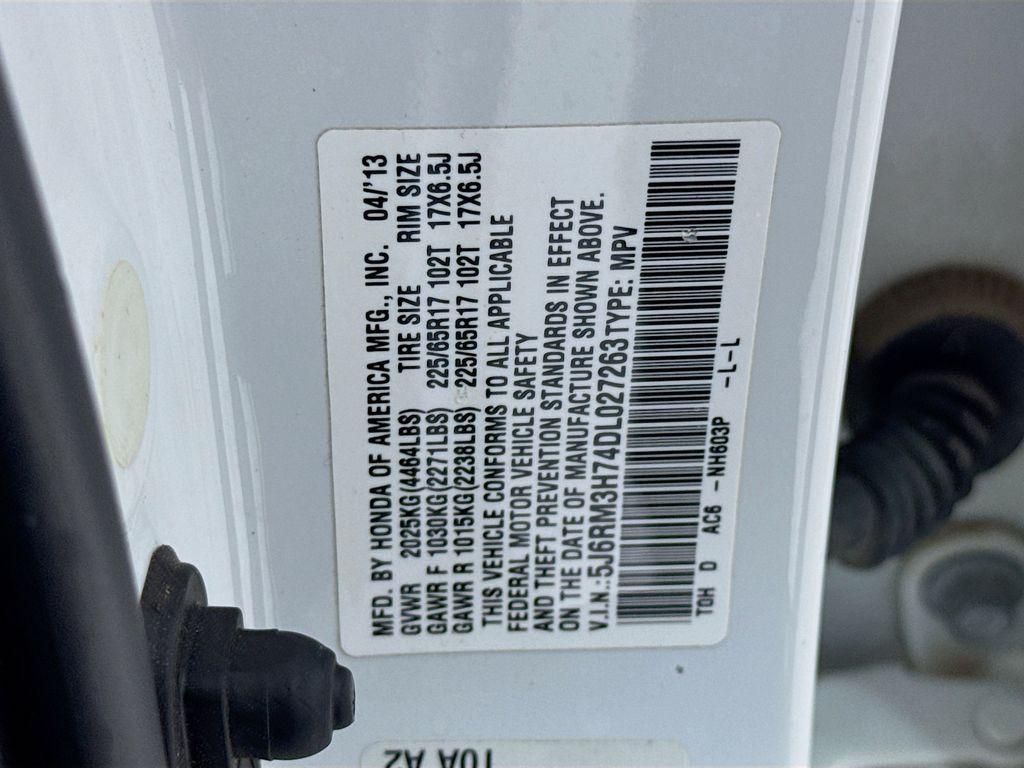 MFD. BY HONDA OF AMERICA MFG., INC. 04/'13
GVWR 2025KG(4464LBS) TIRE SIZE RIM SIZE
GAWR F 1030KG(2271LBS) 225/65R17 102T 17X6.5J
GAWR R 1015KG(2238LBS) 225/65R17 102T 17X6.5J
THIS VEHICLE CONFORMS TO ALL APPLICABLE
FEDERAL MOTOR VEHICLE SAFETY
AND THEFT PREVENTION STANDARDS IN EFFECT
ON THE DATE OF MANUFACTURE SHOWN ABOVE.
V.I.N.:5J6RM3H74DL027263TYPE: MPV
TGH D AC6 -NH603P -L-L
T0A A2